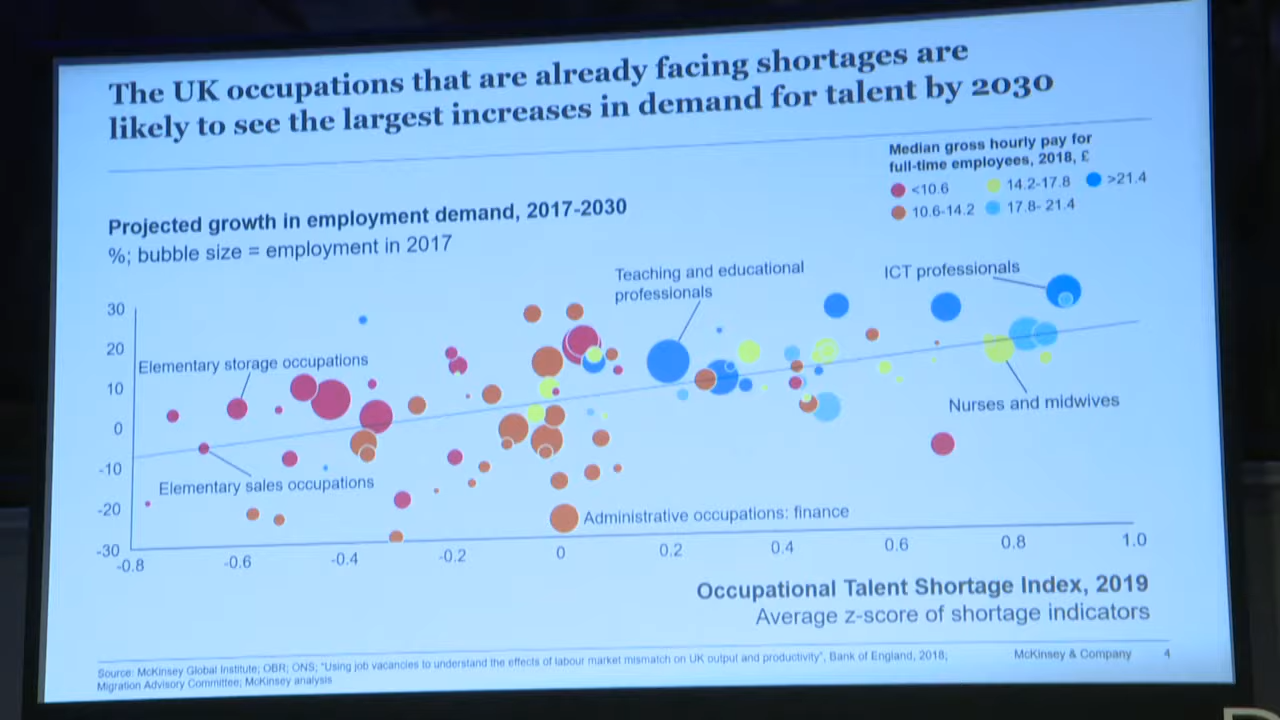 The UK occupations that are already facing shortages are
likely to see the largest increases in demand for talent by 2030
Median gross hourly pay for
full-time employees, 2018, £
<10.6
14.2-17.8
>21.4
10.6-14.2
17.8- 21.4
Projected growth in employment demand, 2017-2030
%; bubble size = employment in 2017
Teaching and educational
professionals
ICT professionals
30
20
10
0
-10
-20
-30
Elementary storage occupations
Nurses and midwives
Elementary sales occupations
Administrative occupations: finance
-0.8
-0.6
-0.4
-0.2
0
0.2
0.4
0.6
0.8
1.0
Occupational Talent Shortage Index, 2019
Average z-score of shortage indicators
Source: McKinsey Global Institute; OBR; ONS; "Using job vacancies to understand the effects of labour market mismatch on UK output and productivity", Bank of England, 2018;
Migration Advisory Committee; McKinsey analysis
McKinsey & Company 4